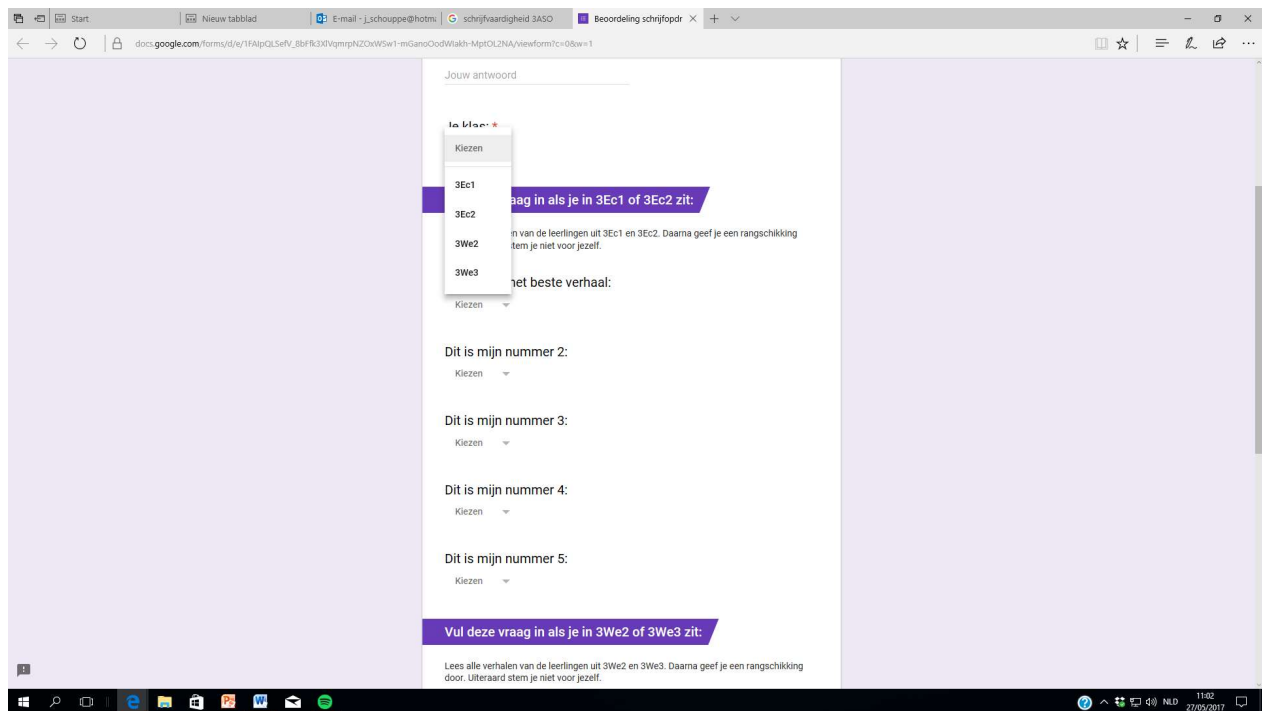 Start
Nieuw tabblad
E-mail - j_schouppe@hotm
schrijfvaardigheid 3ASO
Beoordeling schrijfopdr
docs.google.com/forms/d/e/1FAIpQLSefV_8bFfk3XlVqmrpNZOxWSw1-mGanoOodWIakh-MptOL2NA/viewform?c=0&w=1
Jouw antwoord
Je klas: *
Kiezen
3Ec1
3Ec2
3We2
3We3
aag in als je in 3Ec1 of 3Ec2 zit:
n van de leerlingen uit 3Ec1 en 3Ec2. Daarna geef je een rangschikking
stem je niet voor jezelf.
het beste verhaal:
Kiezen
Dit is mijn nummer 2:
Kiezen
Dit is mijn nummer 3:
Kiezen
Dit is mijn nummer 4:
Kiezen
Dit is mijn nummer 5:
Kiezen
Vul deze vraag in als je in 3We2 of 3We3 zit:
Lees alle verhalen van de leerlingen uit 3We2 en 3We3. Daarna geef je een rangschikking
door. Uiteraard stem je niet voor jezelf.
NLD
11:02
27/05/2017